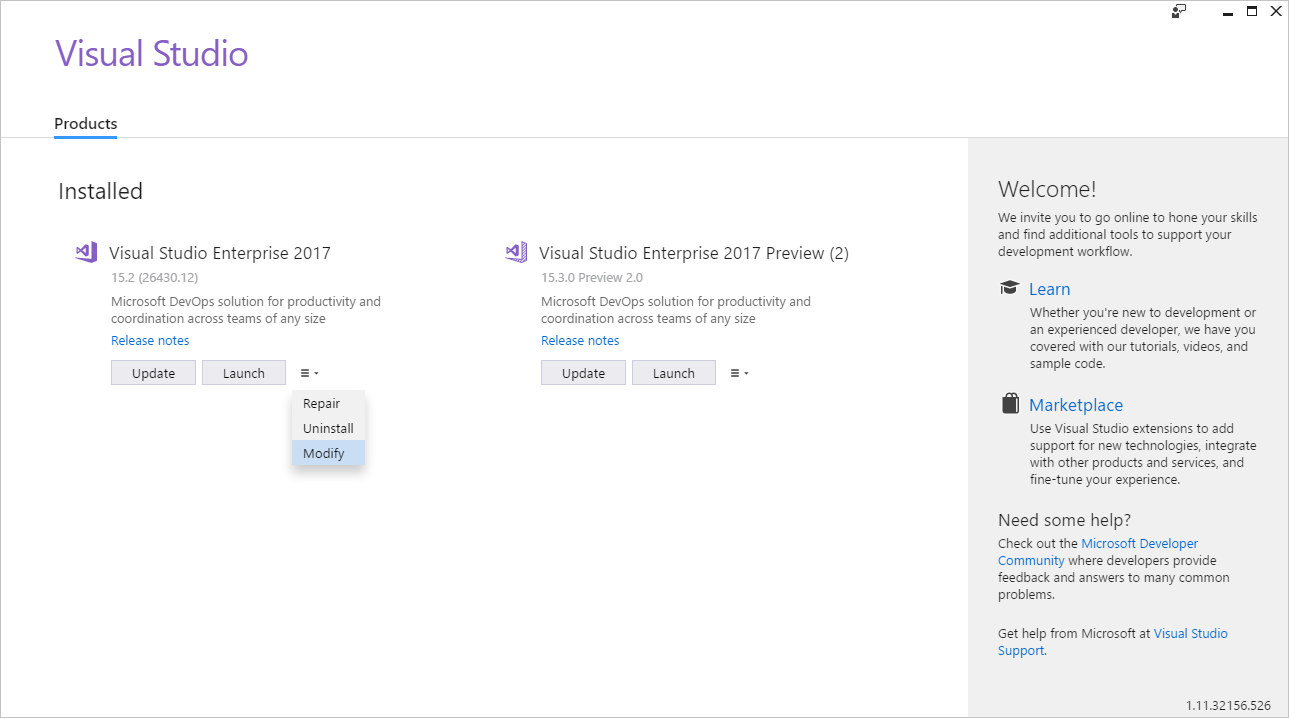 Visual Studio
Products
Installed
Visual Studio Enterprise 2017
15.2 (26430.12)
Microsoft DevOps solution for productivity and
coordination across teams of any size
Release notes
Update
Launch
Repair
Uninstall
Modify
Visual Studio Enterprise 2017 Preview (2)
15.3.0 Preview 2.0
Microsoft DevOps solution for productivity and
coordination across teams of any size
Release notes
Update
Launch
Welcome!
We invite you to go online to hone your skills
and find additional tools to support your
development workflow.
Learn
Whether you're new to development or
an experienced developer, we have you
covered with our tutorials, videos, and
sample code.
Marketplace
Use Visual Studio extensions to add
support for new technologies, integrate
with other products and services, and
fine-tune your experience.
Need some help?
Check out the Microsoft Developer
Community where developers provide
feedback and answers to many common
problems.
Get help from Microsoft at Visual Studio
Support.
1.11.32156.526